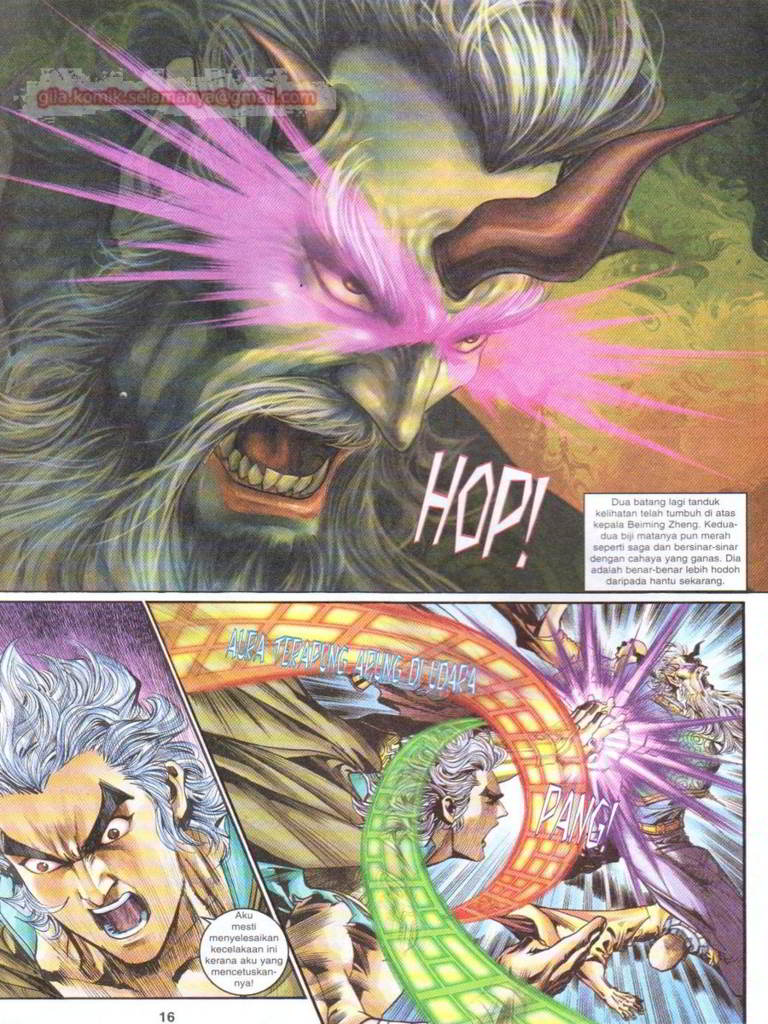 gila.komik.selamanya@gmail.com
HOP!
Dua batang lagi tanduk
kelihatan telah tumbuh di atas
kepala Beiming Zheng. Kedua-
dua biji matanya pun merah
seperti saga dan bersinar-sinar
dengan cahaya yang ganas. Dia
adalah benar-benar lebih hodoh
daripada hantu sekarang.
AURA TERAPUNG APUNG DI UDARA
PANG!
Aku
mesti
menyelesaikan
kecelakaan ini
kerana aku yang
mencetuskan-
nya!
16